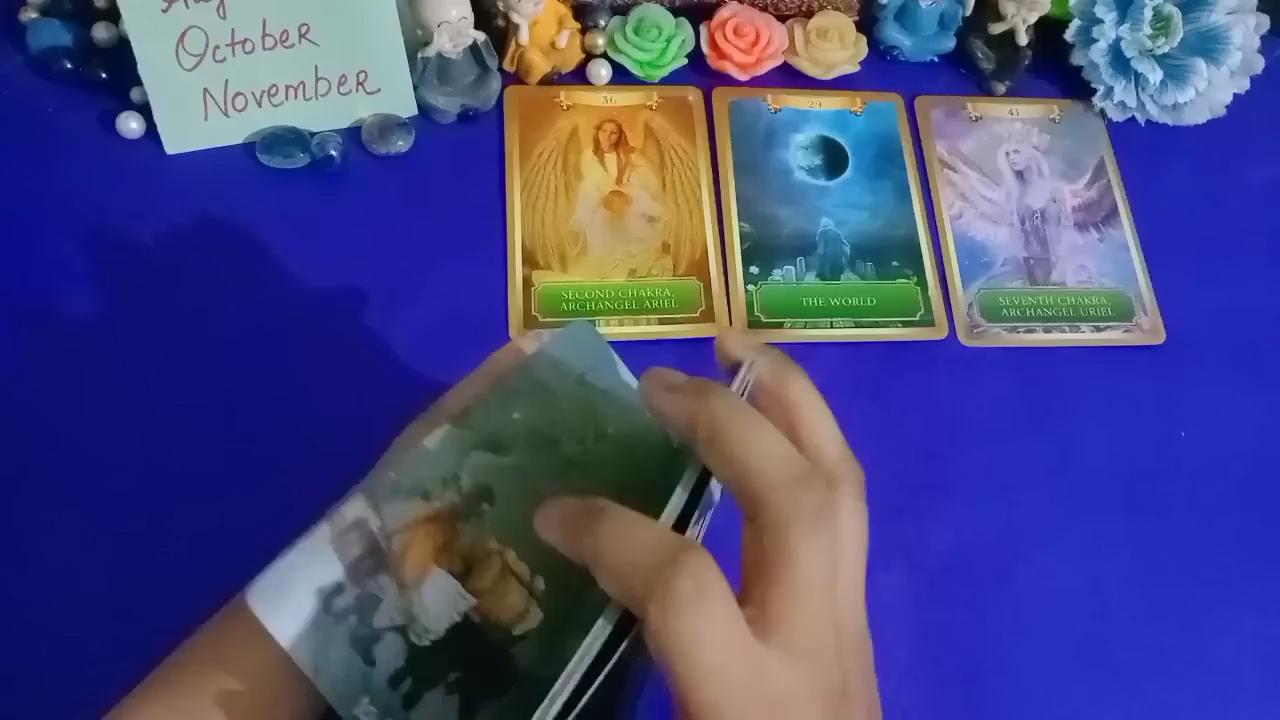 October
November
36
SECOND CHAKRA,
ARCHANGEL ARIEL
29
THE WORLD
41
SEVENTH CHAKRA,
ARCHANGEL URIEL